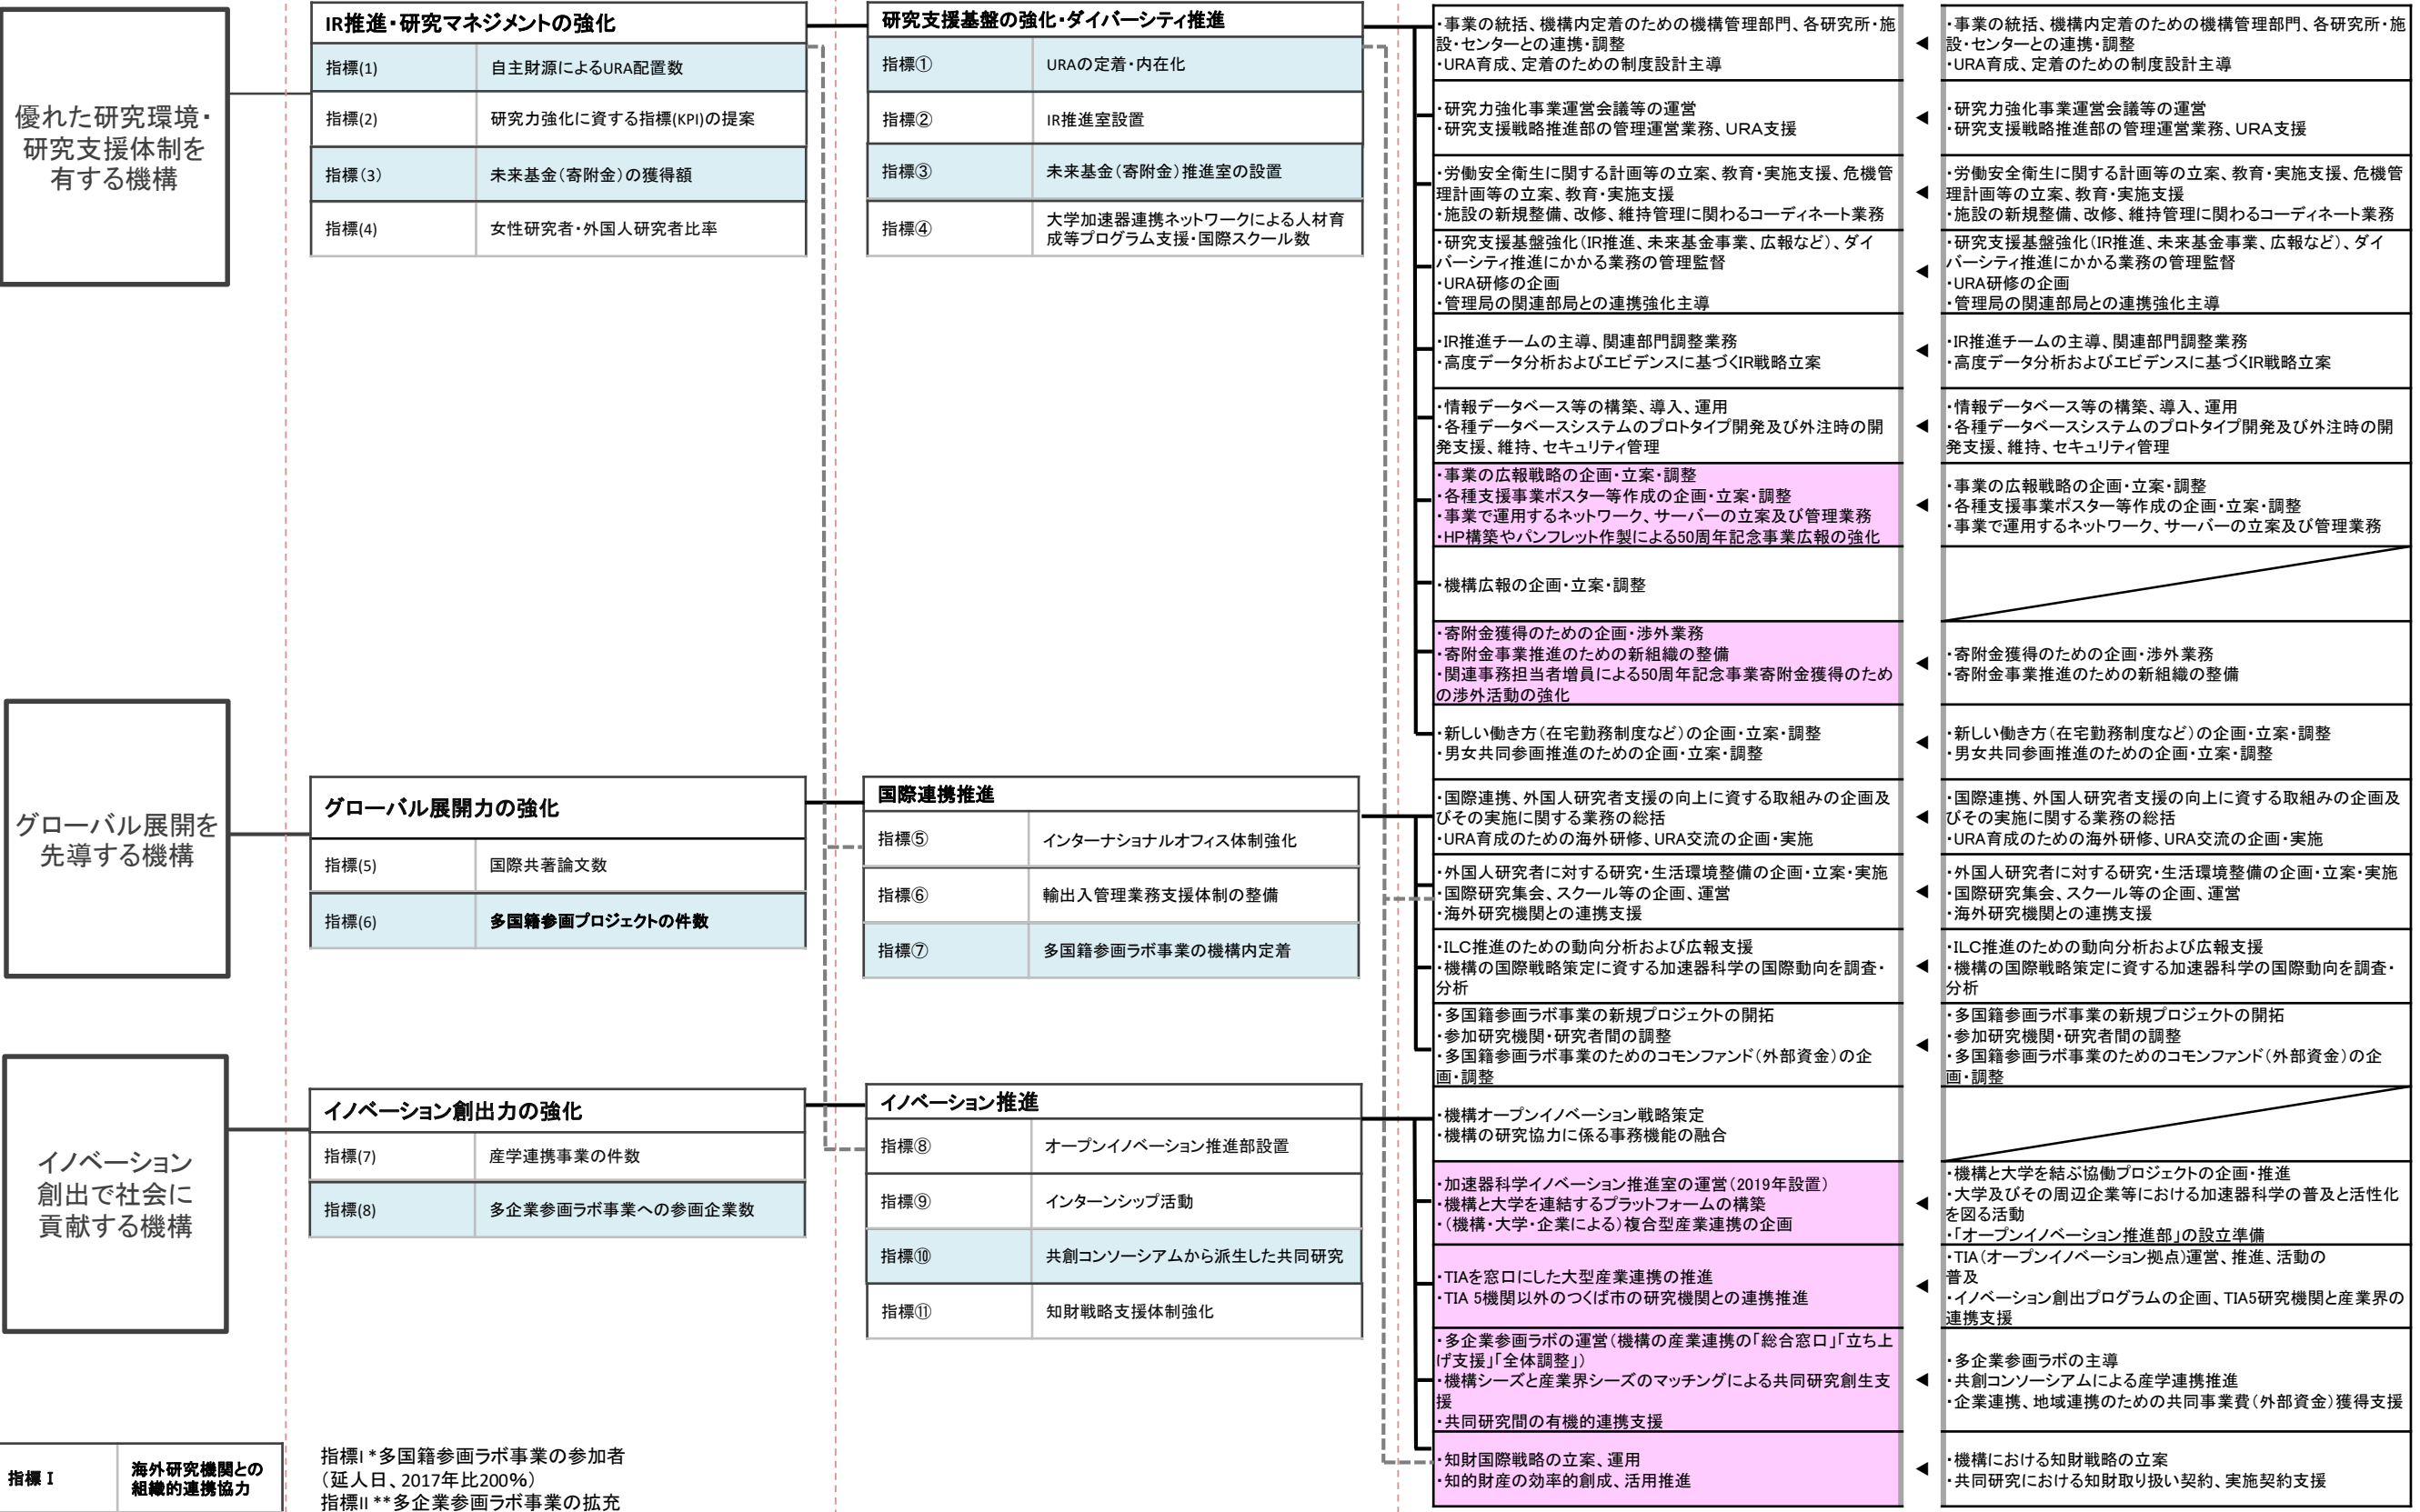 優れた研究環境・
研究支援体制を
有する機構
IR推進・研究マネジメントの強化
指標(1) 自主財源によるURA配置数
指標(2) 研究力強化に資する指標(KPI)の提案
指標(3) 未来基金(寄附金)の獲得額
指標(4) 女性研究者・外国人研究者比率
研究支援基盤の強化・ダイバーシティ推進
指標① URAの定着・内在化
指標② IR推進室設置
指標③ 未来基金(寄附金)推進室の設置
指標④ 大学加速器連携ネットワークによる人材育
成等プログラム支援・国際スクール数
グローバル展開を
先導する機構
グローバル展開力の強化
指標(5) 国際共著論文数
指標(6) 多国籍参画プロジェクトの件数
国際連携推進
指標⑤ インターナショナルオフィス体制強化
指標⑥ 輸出入管理業務支援体制の整備
指標⑦ 多国籍参画ラボ事業の機構内定着
イノベーション
創出で社会に
貢献する機構
イノベーション創出力の強化
指標(7) 産学連携事業の件数
指標(8) 多企業参画ラボ事業への参画企業数
イノベーション推進
指標⑧ オープンイノベーション推進部設置
指標⑨ インターンシップ活動
指標⑩ 共創コンソーシアムから派生した共同研究
指標⑪ 知財戦略支援体制強化
指標Ⅰ 海外研究機関との
組織的連携協力
指標I *多国籍参画ラボ事業の参加者
(延人日、2017年比200%)
指標II **多企業参画ラボ事業の拡充
・事業の統括、機構内定着のための機構管理部門、各研究所・施
設・センターとの連携・調整
・URA育成、定着のための制度設計主導
・研究力強化事業運営会議等の運営
・研究支援戦略推進部の管理運営業務、URA支援
・労働安全衛生に関する計画等の立案、教育・実施支援、危機管
理計画等の立案、教育・実施支援
・施設の新規整備、改修、維持管理に関わるコーディネート業務
・研究支援基盤強化(IR推進、未来基金事業、広報など)、ダイ
バーシティ推進にかかる業務の管理監督
・URA研修の企画
・管理局の関連部局との連携強化主導
・IR推進チームの主導、関連部門調整業務
・高度データ分析およびエビデンスに基づくIR戦略立案
・情報データベース等の構築、導入、運用
・各種データベースシステムのプロトタイプ開発及び外注時の開
発支援、維持、セキュリティ管理
・事業の広報戦略の企画・立案・調整
・各種支援事業ポスター等作成の企画・立案・調整
・事業で運用するネットワーク、サーバーの立案及び管理業務
・HP構築やパンフレット作製による50周年記念事業広報の強化
・機構広報の企画・立案・調整
・寄附金獲得のための企画・渉外業務
・寄附金事業推進のための新組織の整備
・関連事務担当者増員による50周年記念事業寄附金獲得のため
の渉外活動の強化
・新しい働き方(在宅勤務制度など)の企画・立案・調整
・男女共同参画推進のための企画・立案・調整
・国際連携、外国人研究者支援の向上に資する取組みの企画及
びその実施に関する業務の総括
・URA育成のための海外研修、URA交流の企画・実施
・外国人研究者に対する研究・生活環境整備の企画・立案・実施
・国際研究集会、スクール等の企画、運営
・海外研究機関との連携支援
・ILC推進のための動向分析および広報支援
・機構の国際戦略策定に資する加速器科学の国際動向を調査・
分析
・多国籍参画ラボ事業の新規プロジェクトの開拓
・参加研究機関・研究者間の調整
・多国籍参画ラボ事業のためのコモンファンド(外部資金)の企
画・調整
・機構オープンイノベーション戦略策定
・機構の研究協力に係る事務機能の融合
・加速器科学イノベーション推進室の運営(2019年設置)
・機構と大学を連結するプラットフォームの構築
・(機構・大学・企業による)複合型産業連携の企画
・TIAを窓口にした大型産業連携の推進
・TIA 5機関以外のつくば市の研究機関との連携推進
・多企業参画ラボの運営(機構の産業連携の「総合窓口」「立ち上
げ支援」「全体調整」)
・機構シーズと産業界シーズのマッチングによる共同研究創生支
援
・共同研究間の有機的連携支援
・知財国際戦略の立案、運用
・知的財産の効率的創成、活用推進
・事業の統括、機構内定着のための機構管理部門、各研究所・施
設・センターとの連携・調整
・URA育成、定着のための制度設計主導
・研究力強化事業運営会議等の運営
・研究支援戦略推進部の管理運営業務、URA支援
・労働安全衛生に関する計画等の立案、教育・実施支援、危機管
理計画等の立案、教育・実施支援
・施設の新規整備、改修、維持管理に関わるコーディネート業務
・研究支援基盤強化(IR推進、未来基金事業、広報など)、ダイ
バーシティ推進にかかる業務の管理監督
・URA研修の企画
・管理局の関連部局との連携強化主導
・IR推進チームの主導、関連部門調整業務
・高度データ分析およびエビデンスに基づくIR戦略立案
・情報データベース等の構築、導入、運用
・各種データベースシステムのプロトタイプ開発及び外注時の開
発支援、維持、セキュリティ管理
・事業の広報戦略の企画・立案・調整
・各種支援事業ポスター等作成の企画・立案・調整
・事業で運用するネットワーク、サーバーの立案及び管理業務
・寄附金獲得のための企画・渉外業務
・寄附金事業推進のための新組織の整備
・新しい働き方(在宅勤務制度など)の企画・立案・調整
・男女共同参画推進のための企画・立案・調整
・国際連携、外国人研究者支援の向上に資する取組みの企画及
びその実施に関する業務の総括
・URA育成のための海外研修、URA交流の企画・実施
・外国人研究者に対する研究・生活環境整備の企画・立案・実施
・国際研究集会、スクール等の企画、運営
・海外研究機関との連携支援
・ILC推進のための動向分析および広報支援
・機構の国際戦略策定に資する加速器科学の国際動向を調査・
分析
・多国籍参画ラボ事業の新規プロジェクトの開拓
・参加研究機関・研究者間の調整
・多国籍参画ラボ事業のためのコモンファンド(外部資金)の企
画・調整
・機構と大学を結ぶ協働プロジェクトの企画・推進
・大学及びその周辺企業等における加速器科学の普及と活性化
を図る活動
・「オープンイノベーション推進部」の設立準備
・TIA(オープンイノベーション拠点)運営、推進、活動の
普及
・イノベーション創出プログラムの企画、TIA5研究機関と産業界の
連携支援
・多企業参画ラボの主導
・共創コンソーシアムによる産学連携推進
・企業連携、地域連携のための共同事業費(外部資金)獲得支援
・機構における知財戦略の立案
・共同研究における知財取り扱い契約、実施契約支援